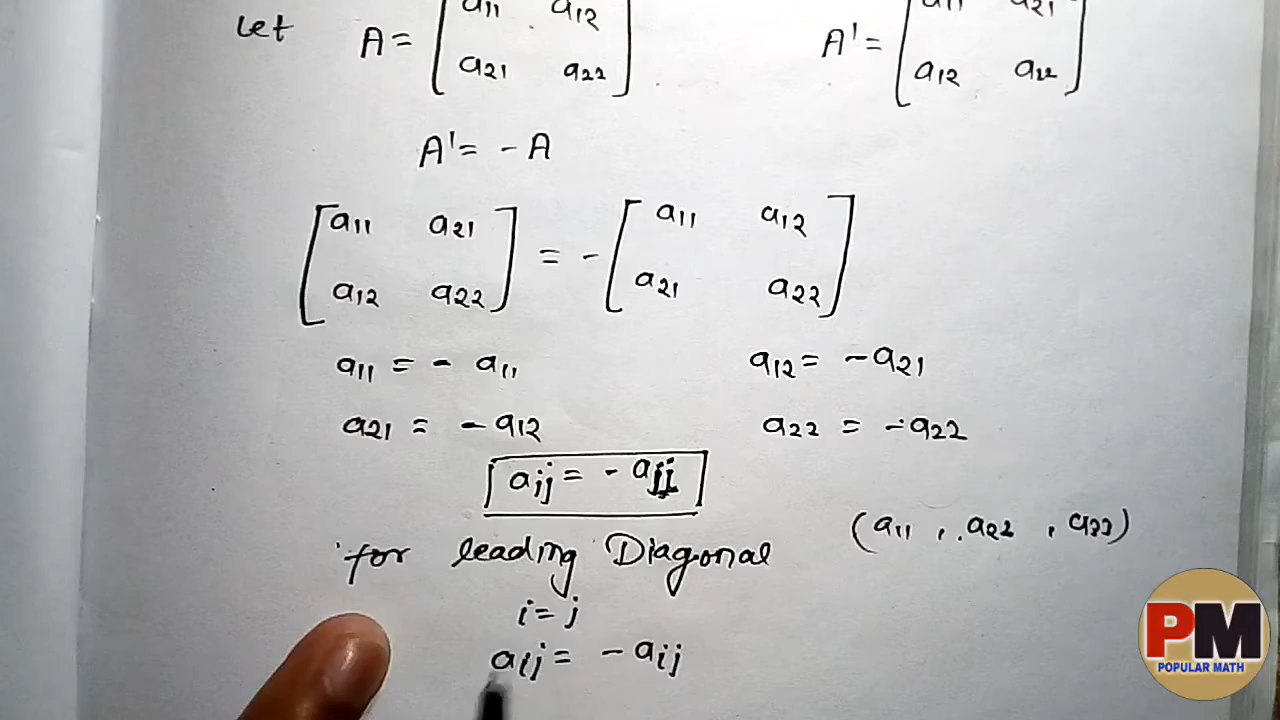 Let A = [ a11 a12 A' = [ a11 a21
a21 a22 ] a12 a22 ]
A' = - A
[ a11 a21 ] = - [ a11 a12 ]
a12 a22 a21 a22
a11 = - a11 a12 = -a21
a21 = - a12 a22 = -a22
aij = - aji
(a11, a22, a33)
for leading Diagonal
i = j
aij = - aij
PM
POPULAR MATH